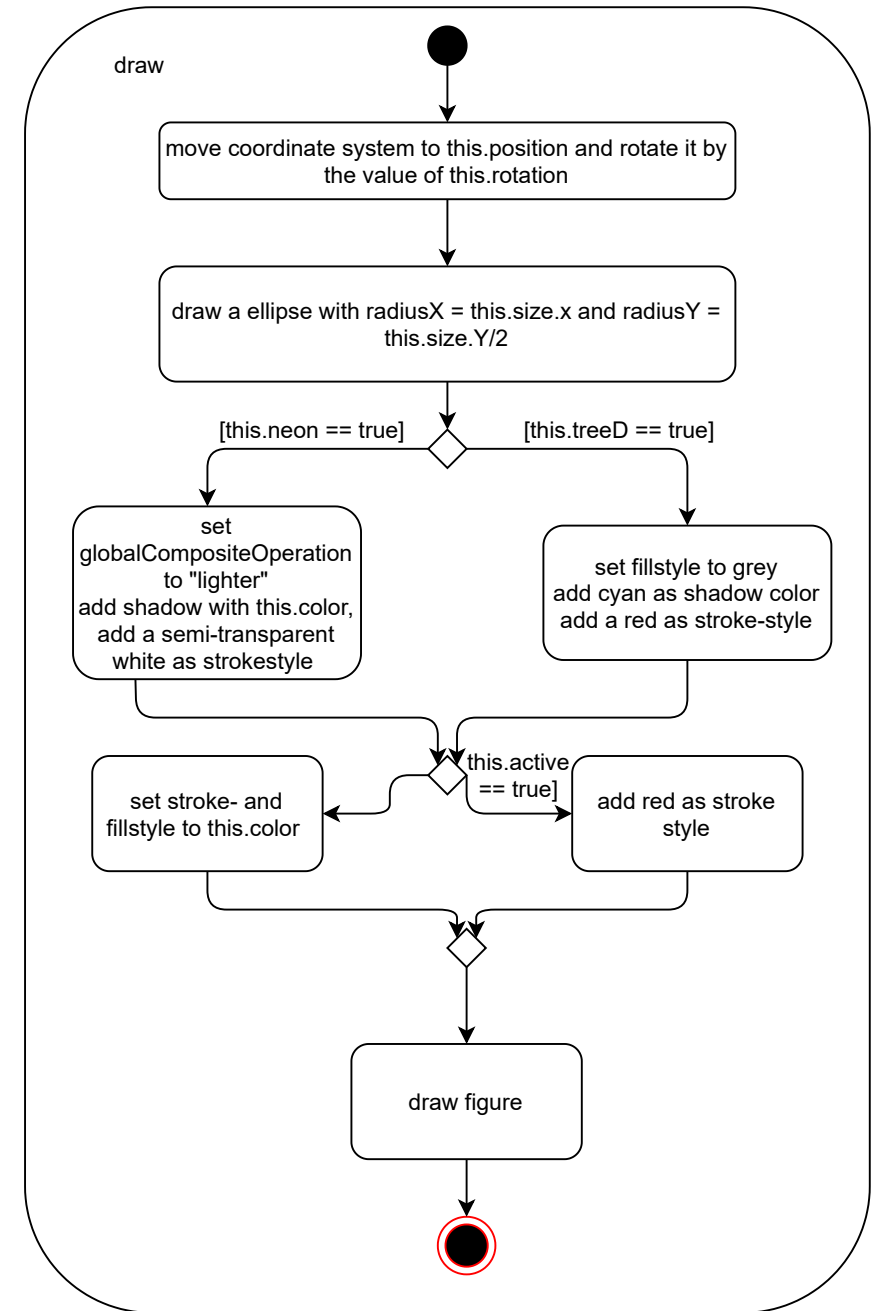 draw
move coordinate system to this.position and rotate it by
the value of this.rotation
draw a ellipse with radiusX = this.size.x and radiusY =
this.size.Y/2
[this.neon == true]
[this.treeD == true]
set
globalCompositeOperation
to "lighter"
add shadow with this.color,
add a semi-transparent
white as strokestyle
set fillstyle to grey
add cyan as shadow color
add a red as stroke-style
this.active
== true]
set stroke- and
fillstyle to this.color
add red as stroke
style
draw figure